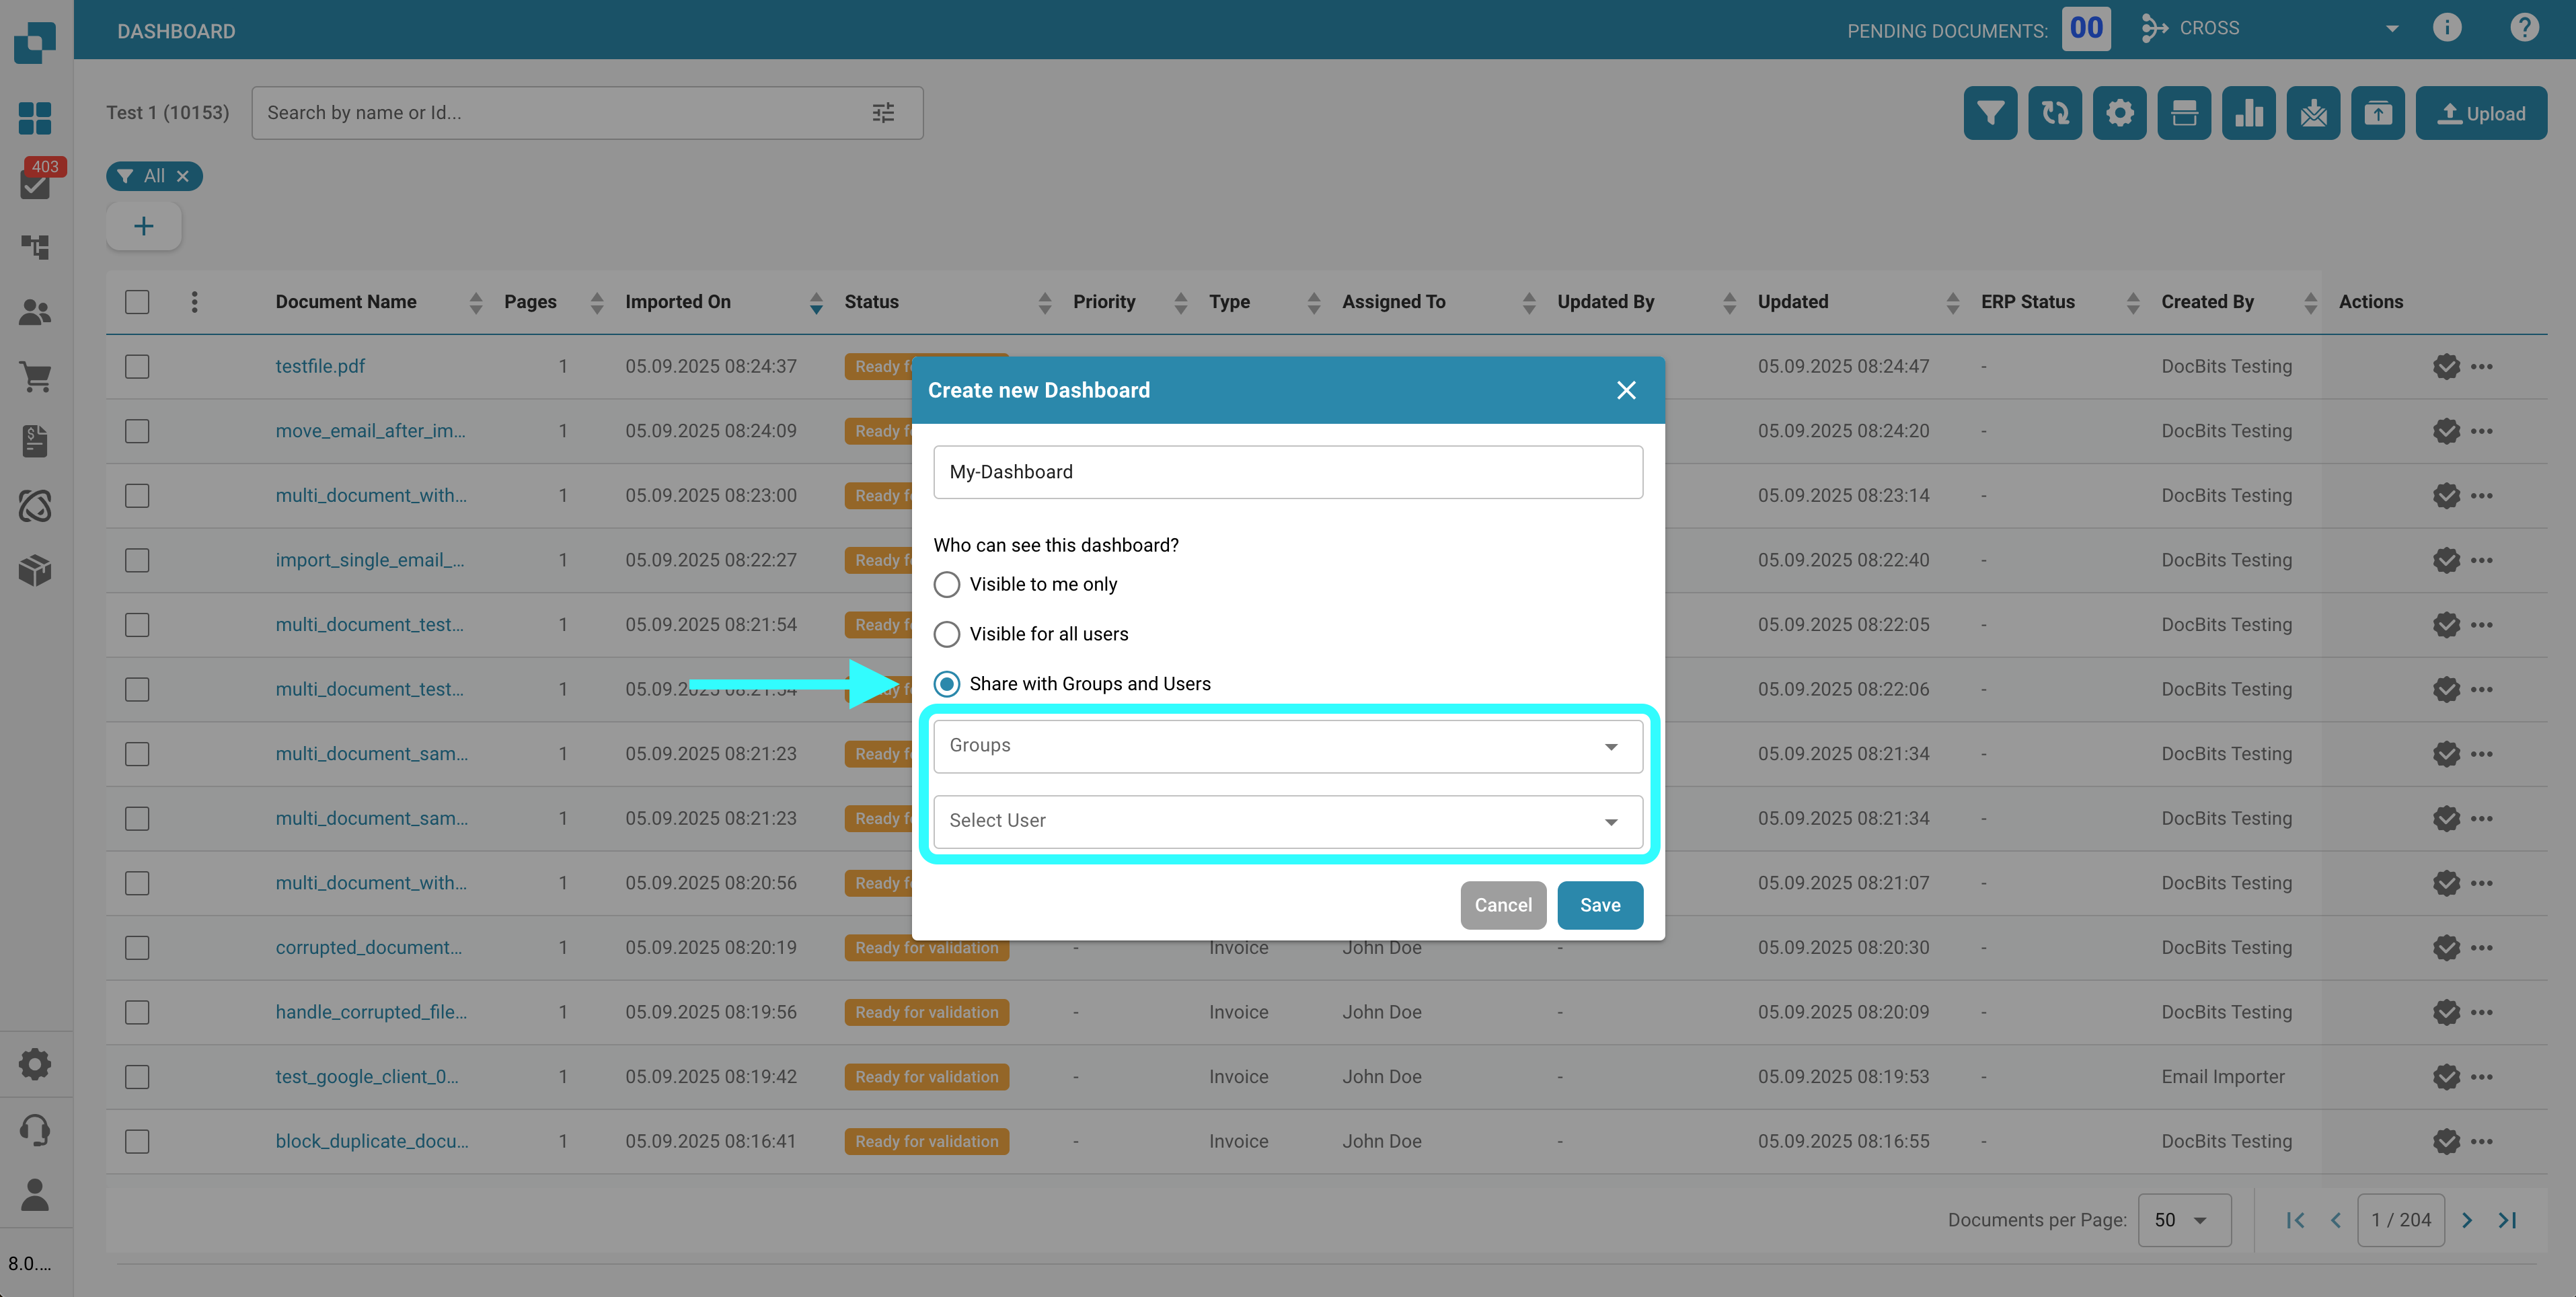 DASHBOARD
PENDING DOCUMENTS: 00 CROSS
Test 1 (10153) Search by name or Id... Upload
403
All
Document Name Pages Imported On Status Priority Type Assigned To Updated By Updated ERP Status Created By Actions
testfile.pdf 1 05.09.2025 08:24:37 Ready 05.09.2025 08:24:47 - DocBits Testing
move_email_after_im... 1 05.09.2025 08:24:09 Ready 05.09.2025 08:24:20 - DocBits Testing
multi_document_with... 1 05.09.2025 08:23:00 Ready 05.09.2025 08:23:14 - DocBits Testing
import_single_email_... 1 05.09.2025 08:22:27 Ready 05.09.2025 08:22:40 - DocBits Testing
multi_document_test... 1 05.09.2025 08:21:54 Ready 05.09.2025 08:22:05 - DocBits Testing
multi_document_test... 1 05.09.2025 08:21:54 05.09.2025 08:22:06 - DocBits Testing
multi_document_sam... 1 05.09.2025 08:21:23 Ready 05.09.2025 08:21:34 - DocBits Testing
multi_document_sam... 1 05.09.2025 08:21:23 Ready 05.09.2025 08:21:34 - DocBits Testing
multi_document_with... 1 05.09.2025 08:20:56 Ready 05.09.2025 08:21:07 - DocBits Testing
corrupted_document... 1 05.09.2025 08:20:19 Ready for validation - Invoice John Doe - 05.09.2025 08:20:30 - DocBits Testing
handle_corrupted_file... 1 05.09.2025 08:19:56 Ready for validation - Invoice John Doe - 05.09.2025 08:20:09 - DocBits Testing
test_google_client_0... 1 05.09.2025 08:19:42 Ready for validation - Invoice John Doe - 05.09.2025 08:19:53 - Email Importer
block_duplicate_docu... 1 05.09.2025 08:16:41 Ready for validation - Invoice John Doe - 05.09.2025 08:16:55 - DocBits Testing
Create new Dashboard
My-Dashboard
Who can see this dashboard?
Visible to me only
Visible for all users
Share with Groups and Users
Groups
Select User
Cancel Save
Documents per Page: 50 1 / 204
8.0....